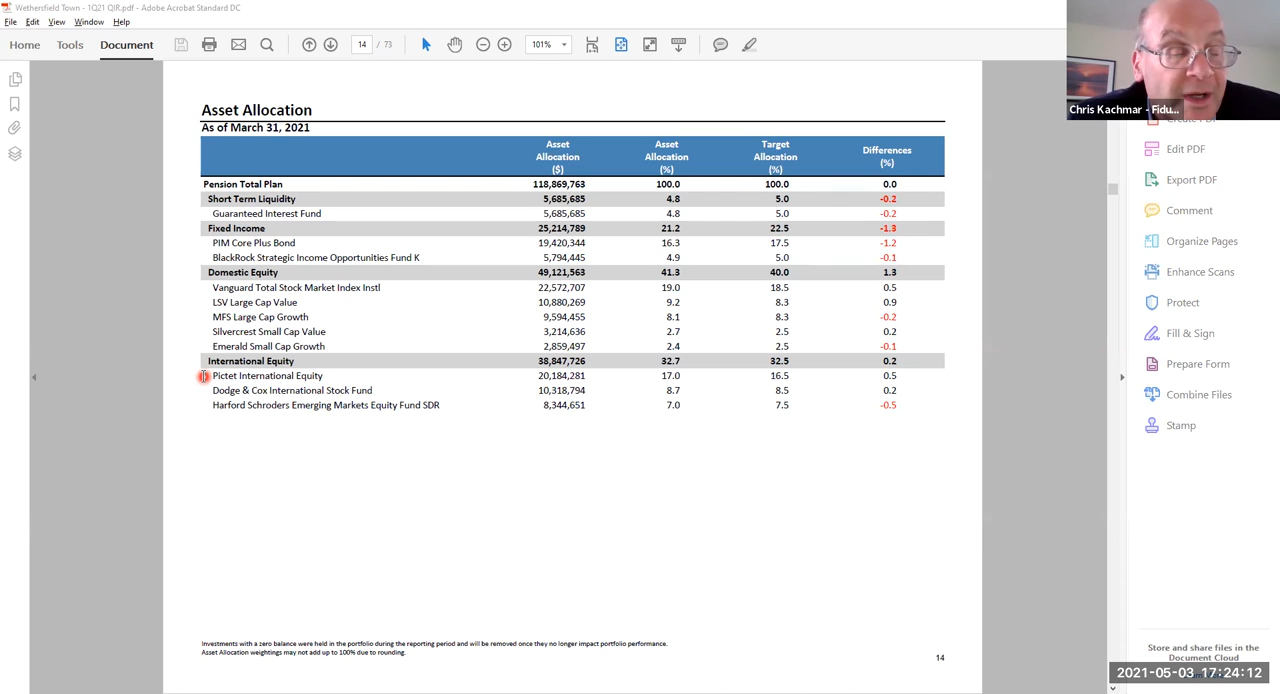 Wethersfield Town - 1Q21 QIR.pdf - Adobe Acrobat Standard DC
File Edit View Window Help
Home Tools Document 14 / 73 101%
Chris Kachmar - Fidu...
Asset Allocation
As of March 31, 2021
Asset Allocation ($) Asset Allocation (%) Target Allocation (%) Differences (%)
Pension Total Plan 118,869,763 100.0 100.0 0.0
Short Term Liquidity 5,685,685 4.8 5.0 -0.2
Guaranteed Interest Fund 5,685,685 4.8 5.0 -0.2
Fixed Income 25,214,789 21.2 22.5 -1.3
PIM Core Plus Bond 19,420,344 16.3 17.5 -1.2
BlackRock Strategic Income Opportunities Fund K 5,794,445 4.9 5.0 -0.1
Domestic Equity 49,121,563 41.3 40.0 1.3
Vanguard Total Stock Market Index Instl 22,572,707 19.0 18.5 0.5
LSV Large Cap Value 10,880,269 9.2 8.3 0.9
MFS Large Cap Growth 9,594,455 8.1 8.3 -0.2
Silvercrest Small Cap Value 3,214,636 2.7 2.5 0.2
Emerald Small Cap Growth 2,859,497 2.4 2.5 -0.1
International Equity 38,847,726 32.7 32.5 0.2
Pictet International Equity 20,184,281 17.0 16.5 0.5
Dodge & Cox International Stock Fund 10,318,794 8.7 8.5 0.2
Harford Schroders Emerging Markets Equity Fund SDR 8,344,651 7.0 7.5 -0.5
Investments with a zero balance were held in the portfolio during the reporting period and will be removed once they no longer impact portfolio performance.
Asset Allocation weightings may not add up to 100% due to rounding.
14
Create PDF
Edit PDF
Export PDF
Comment
Organize Pages
Enhance Scans
Protect
Fill & Sign
Prepare Form
Combine Files
Stamp
Store and share files in the
Document Cloud
2021-05-03 17:24:12